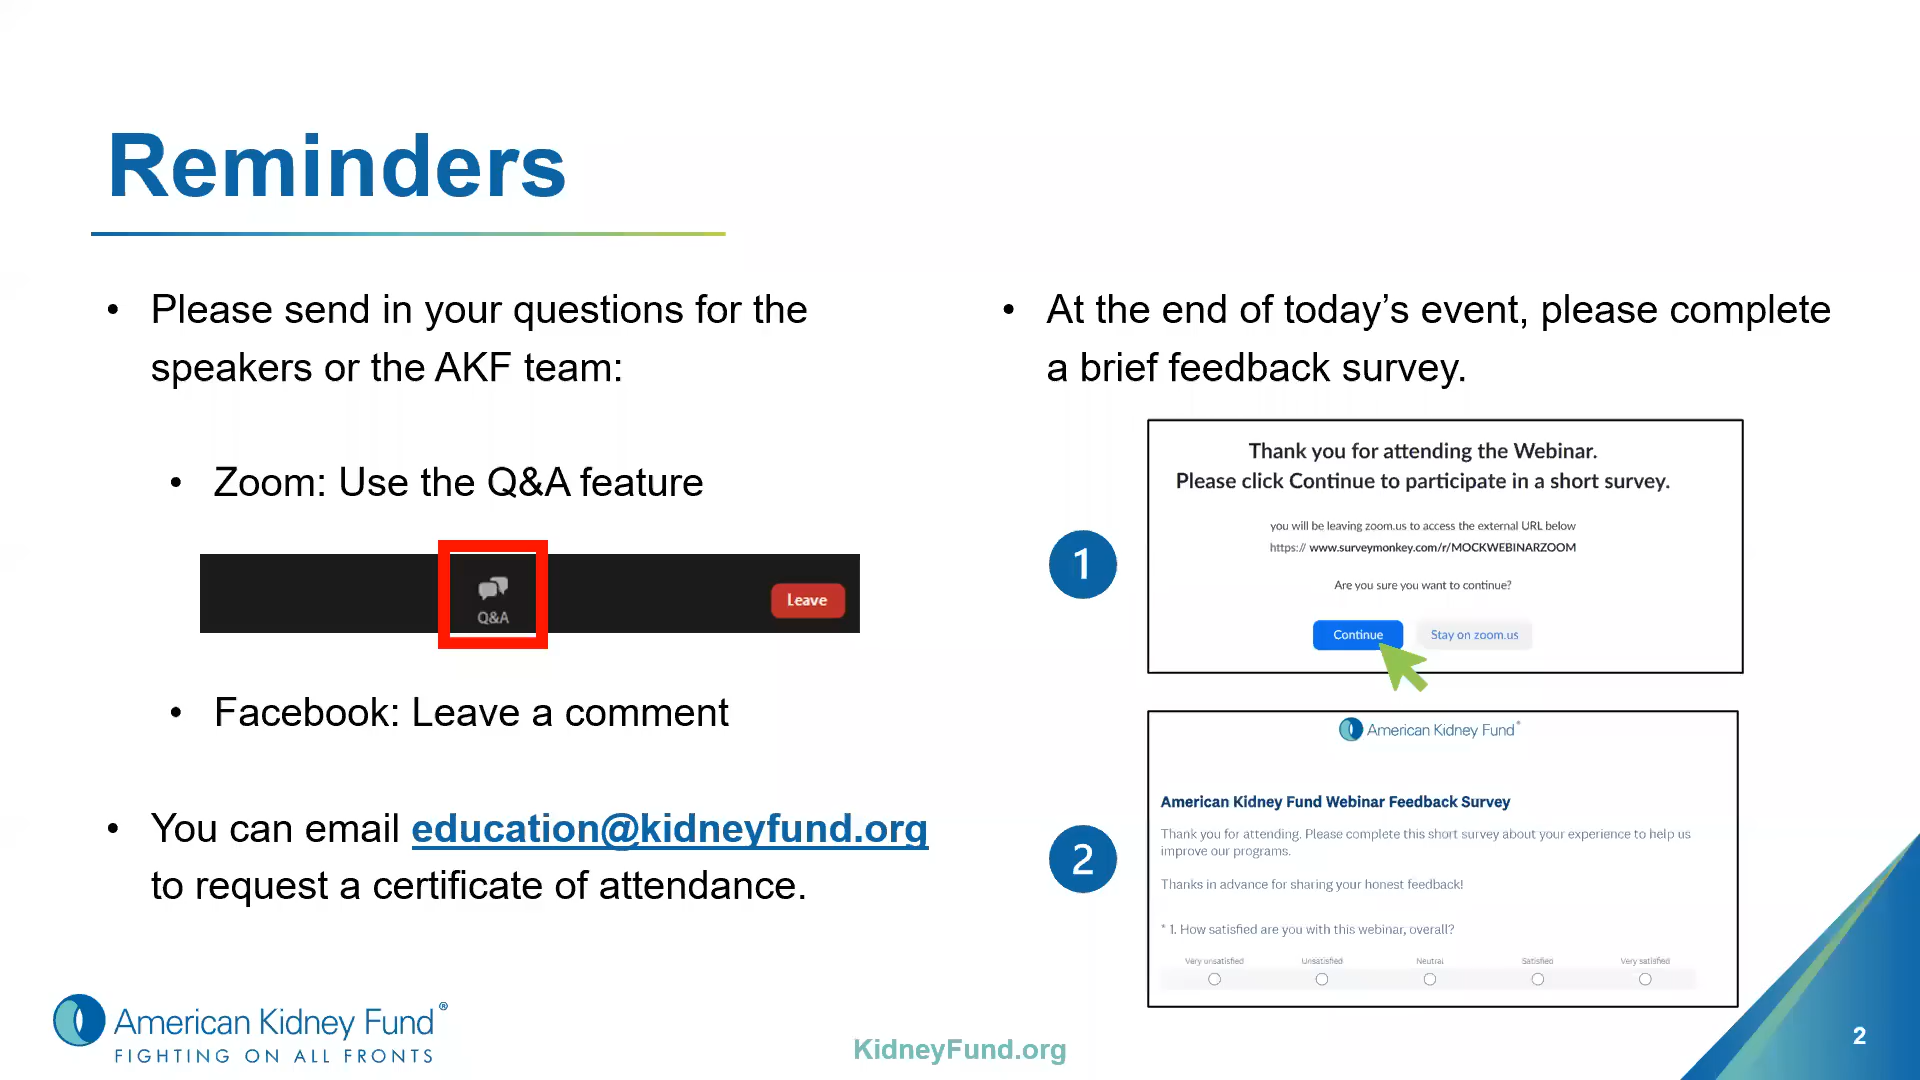 Reminders
• Please send in your questions for the
speakers or the AKF team:
• Zoom: Use the Q&A feature
Q&A
Leave
• Facebook: Leave a comment
• You can email education@kidneyfund.org
to request a certificate of attendance.
• At the end of today’s event, please complete
a brief feedback survey.
1
Thank you for attending the Webinar.
Please click Continue to participate in a short survey.
you will be leaving zoom.us to access the external URL below
https:// www.surveymonkey.com/r/MOCKWEBINARZOOM
Are you sure you want to continue?
Continue
Stay on zoom.us
2
American Kidney Fund®
American Kidney Fund Webinar Feedback Survey
Thank you for attending. Please complete this short survey about your experience to help us
improve our programs.
Thanks in advance for sharing your honest feedback!
* 1. How satisfied are you with this webinar, overall?
Very unsatisfied Unsatisfied Neutral Satisfied Very satisfied
American Kidney Fund®
FIGHTING ON ALL FRONTS
KidneyFund.org
2